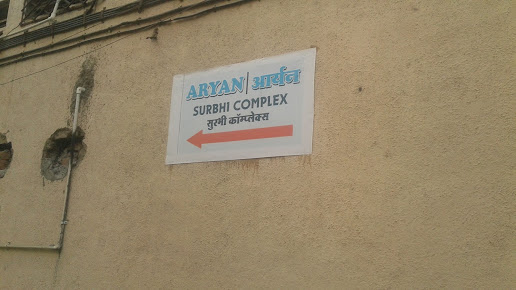 ARYAN | आर्यन
SURBHI COMPLEX
सुरभी कॉम्प्लेक्स